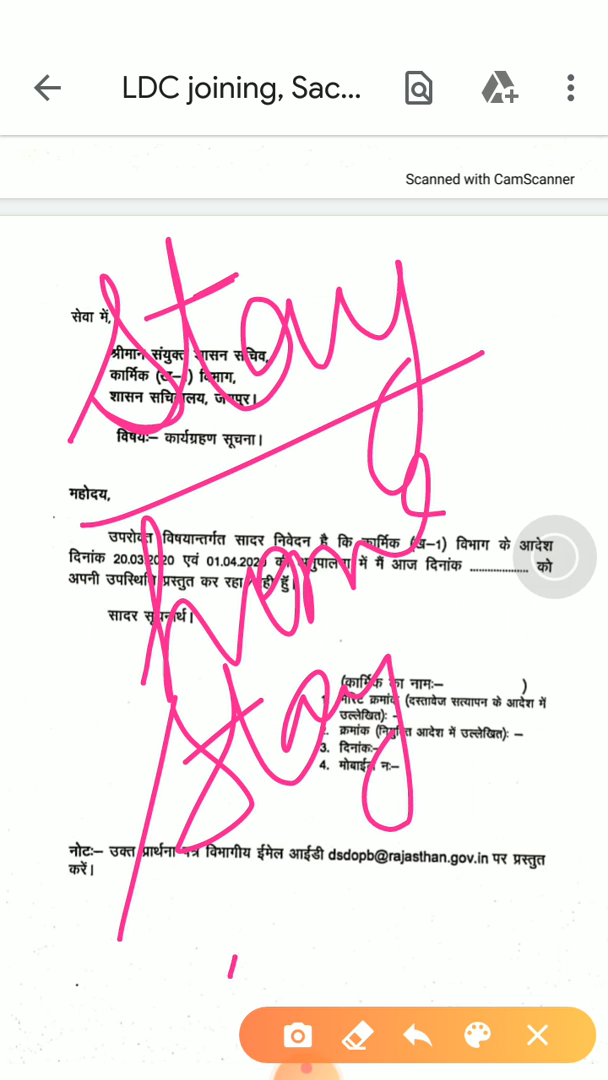 LDC joining, Sac...
Scanned with CamScanner
Stay
सेवा में,
श्रीमान संयुक्त शासन सचिव,
कार्मिक (ख-1) विभाग,
शासन सचिवालय, जयपुर।
विषयः– कार्यग्रहण सूचना।
महोदय,
home
उपरोक्त विषयान्तर्गत सादर निवेदन है कि कार्मिक (ख-1) विभाग के आदेश
दिनांक 20.03.2020 एवं 01.04.2020 की अनुपालना में मैं आज दिनांक .................... को
अपनी उपस्थिति प्रस्तुत कर रहा ही हूँ।
सादर सूचनार्थ।
Stay
(कार्मिक का नामः– )
1. मेरिट क्रमांक (दस्तावेज सत्यापन के आदेश में
उल्लेखित): -
2. क्रमांक (नियुक्ति आदेश में उल्लेखित): –
3. दिनांकः–
4. मोबाईल नः–
नोटः– उक्त प्रार्थना पत्र विभागीय ईमेल आईडी dsdopb@rajasthan.gov.in पर प्रस्तुत
करें।